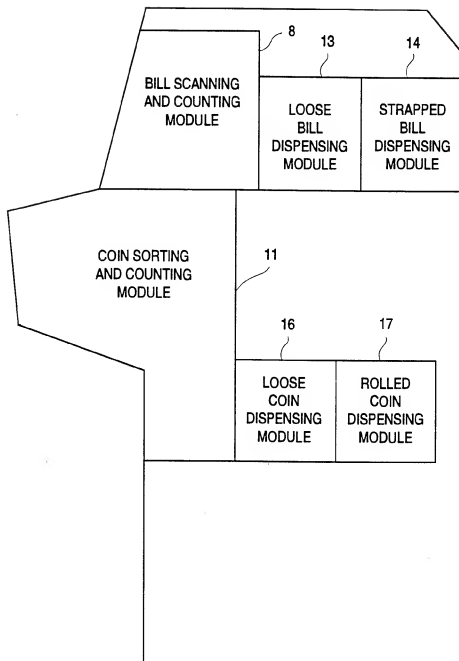 8
13
14
BILL SCANNING
AND COUNTING
MODULE
LOOSE
BILL
DISPENSING
MODULE
STRAPPED
BILL
DISPENSING
MODULE
COIN SORTING
AND COUNTING
MODULE
11
16
17
LOOSE
COIN
DISPENSING
MODULE
ROLLED
COIN
DISPENSING
MODULE